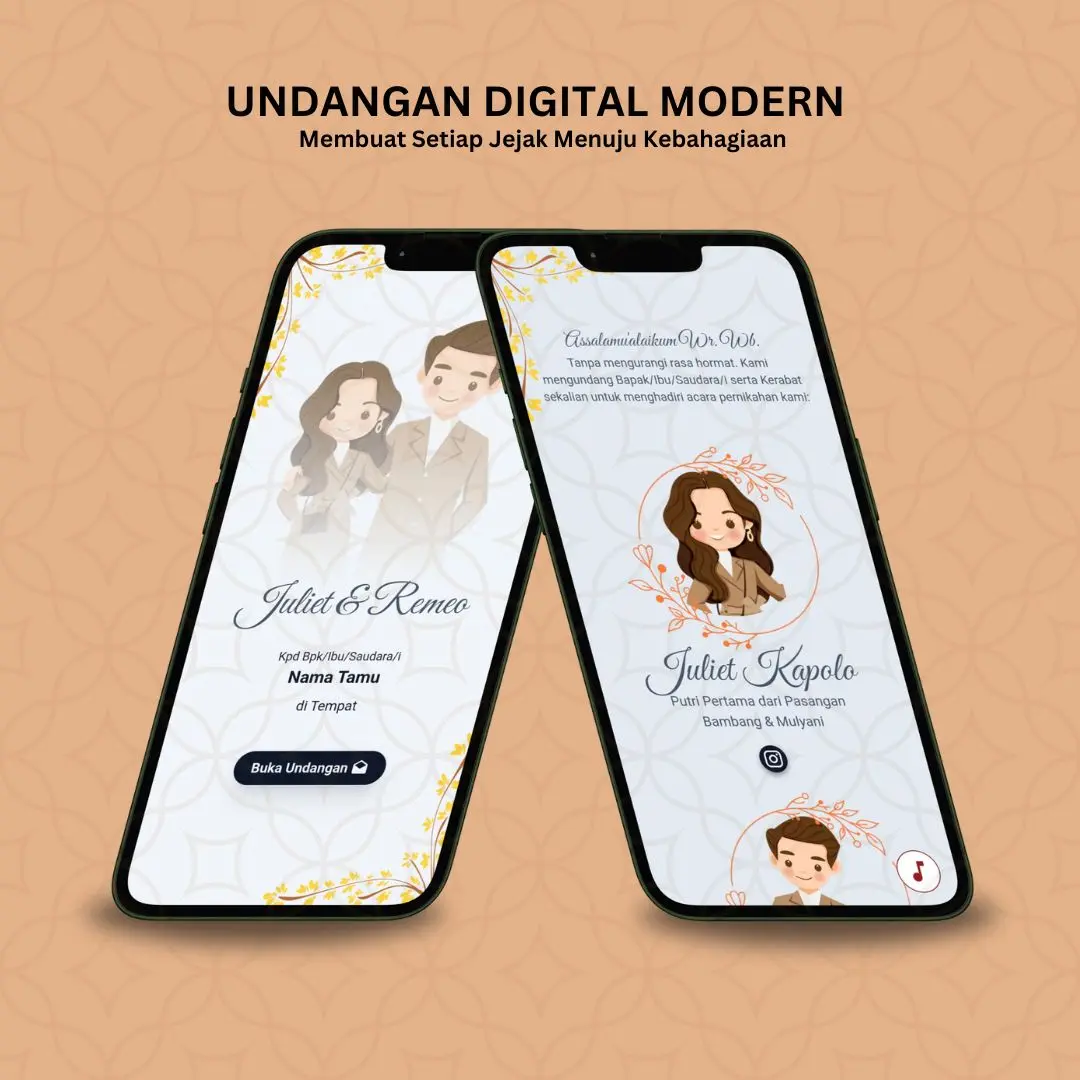 UNDANGAN DIGITAL MODERN
Membuat Setiap Jejak Menuju Kebahagiaan
Juliet & Remeo
Kpd Bpk/Ibu/Saudara/i
Nama Tamu
di Tempat
Buka Undangan
'Assalamu'alaikum Wr. Wb.
Tanpa mengurangi rasa hormat. Kami
mengundang Bapak/Ibu/Saudara/i serta Kerabat
sekalian untuk menghadiri acara pernikahan kami:
Juliet Kapolo
Putri Pertama dari Pasangan
Bambang & Mulyani